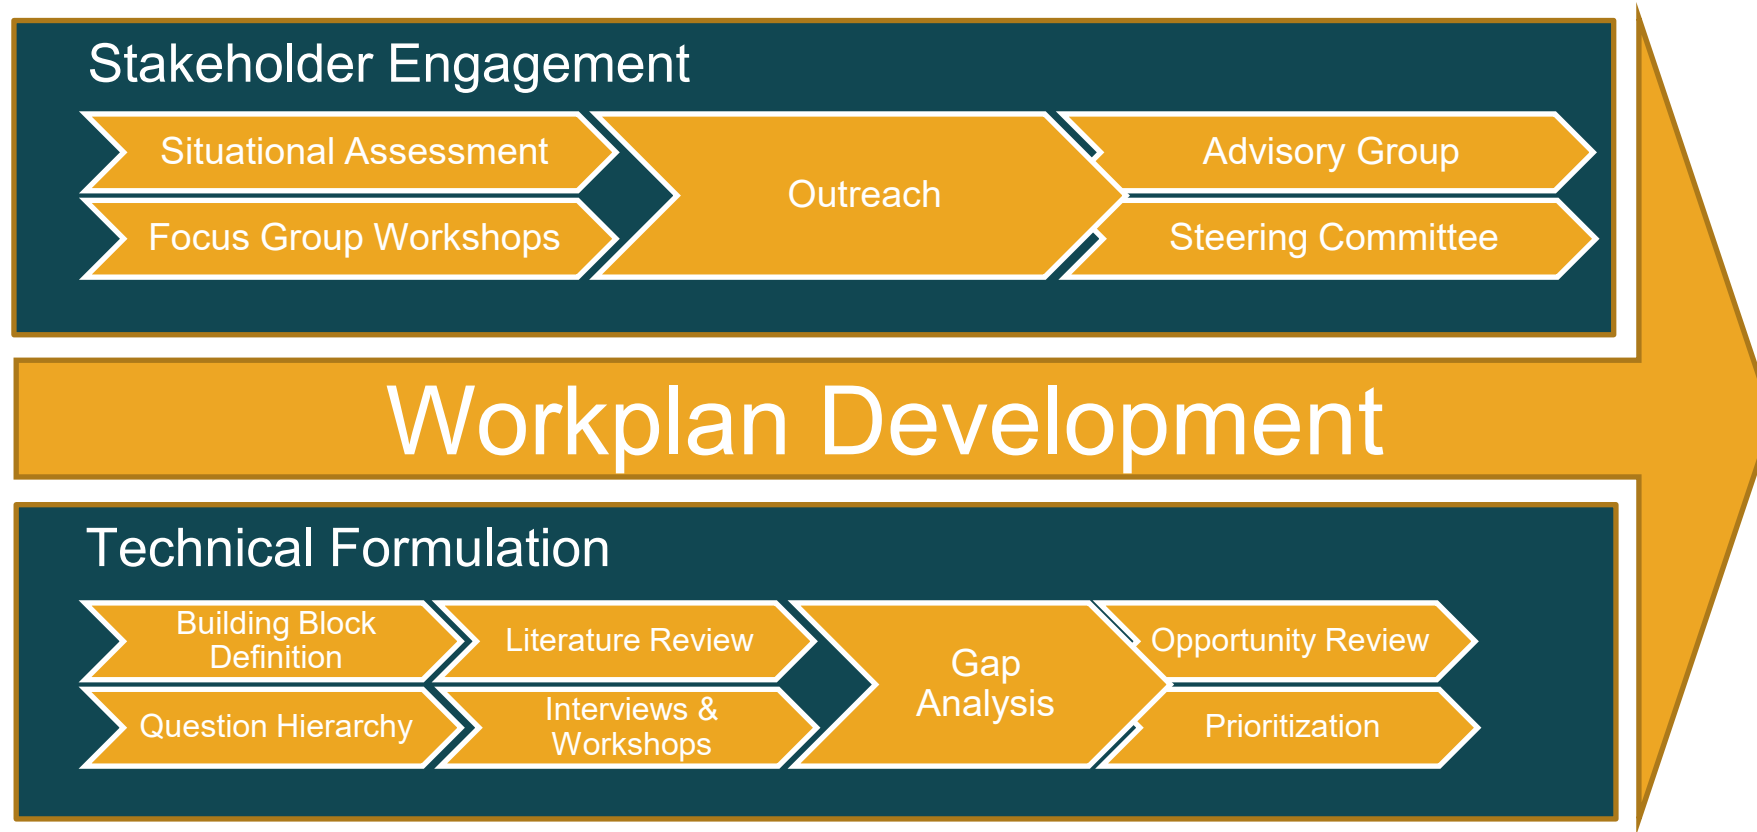 Stakeholder Engagement
Situational Assessment
Focus Group Workshops
Outreach
Advisory Group
Steering Committee
Workplan Development
Technical Formulation
Building Block
Definition
Question Hierarchy
Literature Review
Interviews &
Workshops
Gap
Analysis
Opportunity Review
Prioritization